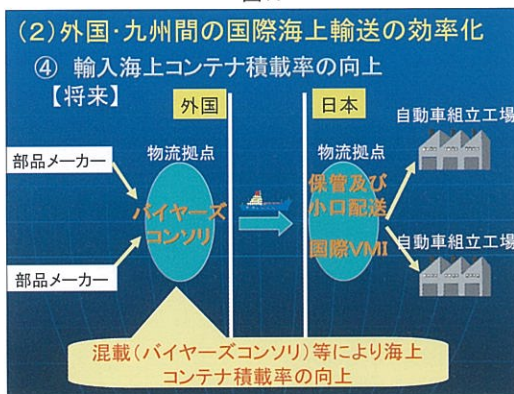 (2)外国・九州間の国際海上輸送の効率化
④ 輸入海上コンテナ積載率の向上
【将来】
外国
日本
自動車組立工場
部品メーカー
物流拠点
物流拠点
バイヤーズ
コンソリ
保管及び
小口配送
国際VMI
自動車組立工場
部品メーカー
混載(バイヤーズコンソリ)等により海上
コンテナ積載率の向上